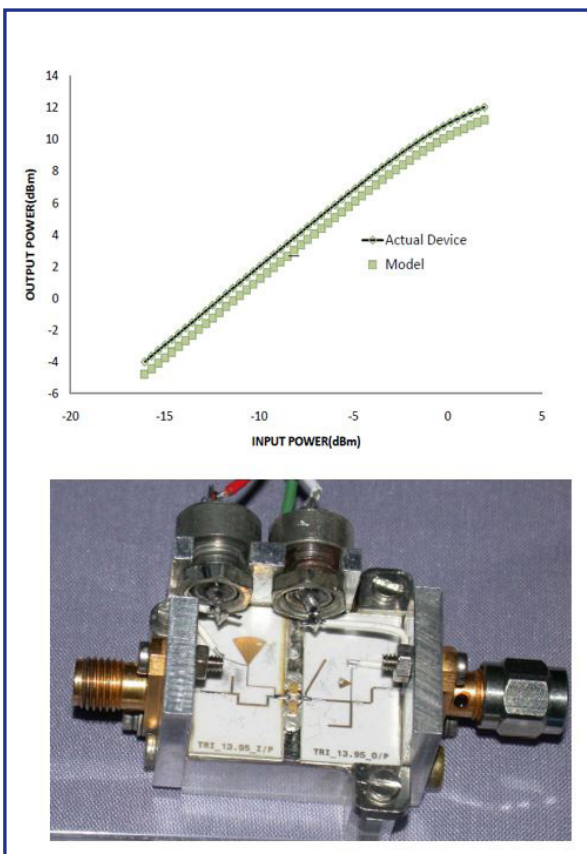 14
12
10
8
6
4
2
0
-2
-4
-6
-20
-15
-10
-5
0
5
OUTPUT POWER(dBm)
INPUT POWER(dBm)
Actual Device
Model
TRI_13.95_I/P
TRI_13.95_O/P